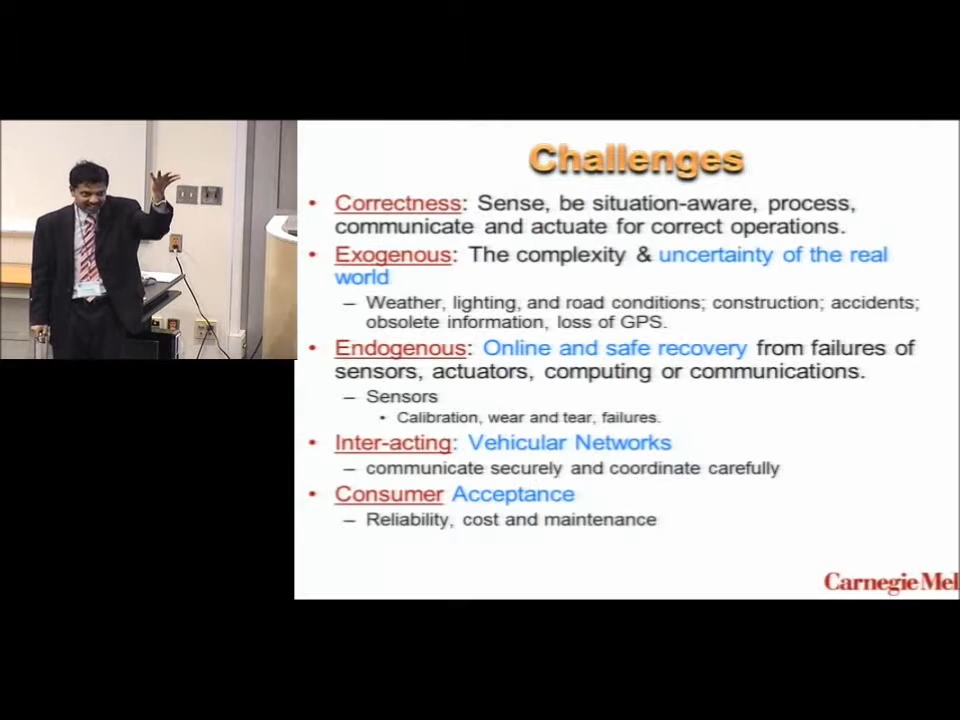 Challenges
• Correctness: Sense, be situation-aware, process,
communicate and actuate for correct operations.
• Exogenous: The complexity & uncertainty of the real
world
– Weather, lighting, and road conditions; construction; accidents;
obsolete information, loss of GPS.
• Endogenous: Online and safe recovery from failures of
sensors, actuators, computing or communications.
– Sensors
• Calibration, wear and tear, failures.
• Inter-acting: Vehicular Networks
– communicate securely and coordinate carefully
• Consumer Acceptance
– Reliability, cost and maintenance
Carnegie Mel